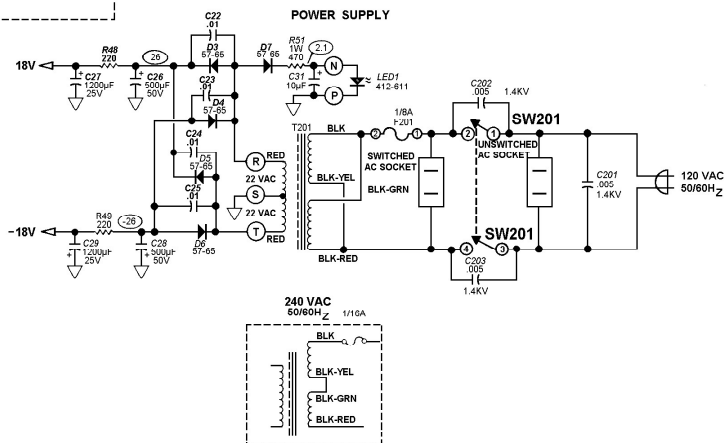 POWER SUPPLY
C22
.01
R48
220
26
D3
57-65
D7
57-65
R51
1W
470
2.1
N
LED1
412-611
18V
C27
1200µF
25V
C26
500µF
50V
C23
.01
C31
10µF
P
D4
57-65
C202
.005
1.4KV
C24
.01
T201
BLK
1/8A
F201
2
1
2
1
SW201
RED
R
D5
57-65
BLK-YEL
SWITCHED
AC SOCKET
UNSWITCHED
AC SOCKET
22 VAC
S
BLK-GRN
C201
.005
1.4KV
120 VAC
50/60HZ
C25
.01
22 VAC
R49
220
-26
-18V
T
RED
SW201
C29
1200µF
25V
C28
500µF
50V
D6
57-65
BLK-RED
4
3
C203
.005
1.4KV
240 VAC
50/60HZ
1/16A
BLK
BLK-YEL
BLK-GRN
BLK-RED